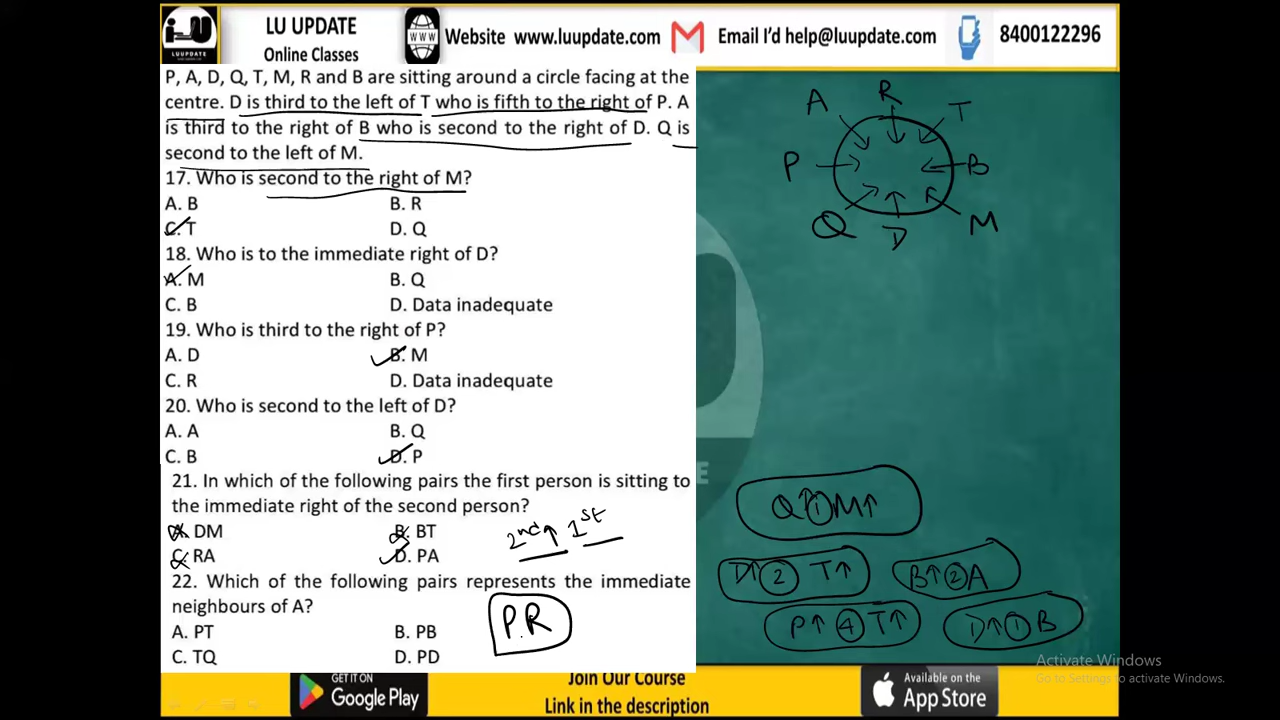 LU UPDATE
Online Classes
Website www.luupdate.com
Email I'd help@luupdate.com
8400122296
LUUPDATE
P, A, D, Q, T, M, R and B are sitting around a circle facing at the
centre. D is third to the left of T who is fifth to the right of P. A
is third to the right of B who is second to the right of D. Q is
second to the left of M.
17. Who is second to the right of M?
A. B B. R
C. T D. Q
18. Who is to the immediate right of D?
A. M B. Q
C. B D. Data inadequate
19. Who is third to the right of P?
A. D B. M
C. R D. Data inadequate
20. Who is second to the left of D?
A. A B. Q
C. B D. P
21. In which of the following pairs the first person is sitting to
the immediate right of the second person?
A. DM B. BT
C. RA D. PA
2nd↑ 1st
22. Which of the following pairs represents the immediate
neighbours of A?
A. PT B. PB
C. TQ D. PD
P.R
A R T
P B
Q D M
Q↑①M↑
D↑② T↑ B↑②A
P↑④T↑ D↑①B
Activate Windows
Go to Settings to activate Windows.
GET IT ON
Google Play
Join Our Course
Link in the description
Available on the
App Store